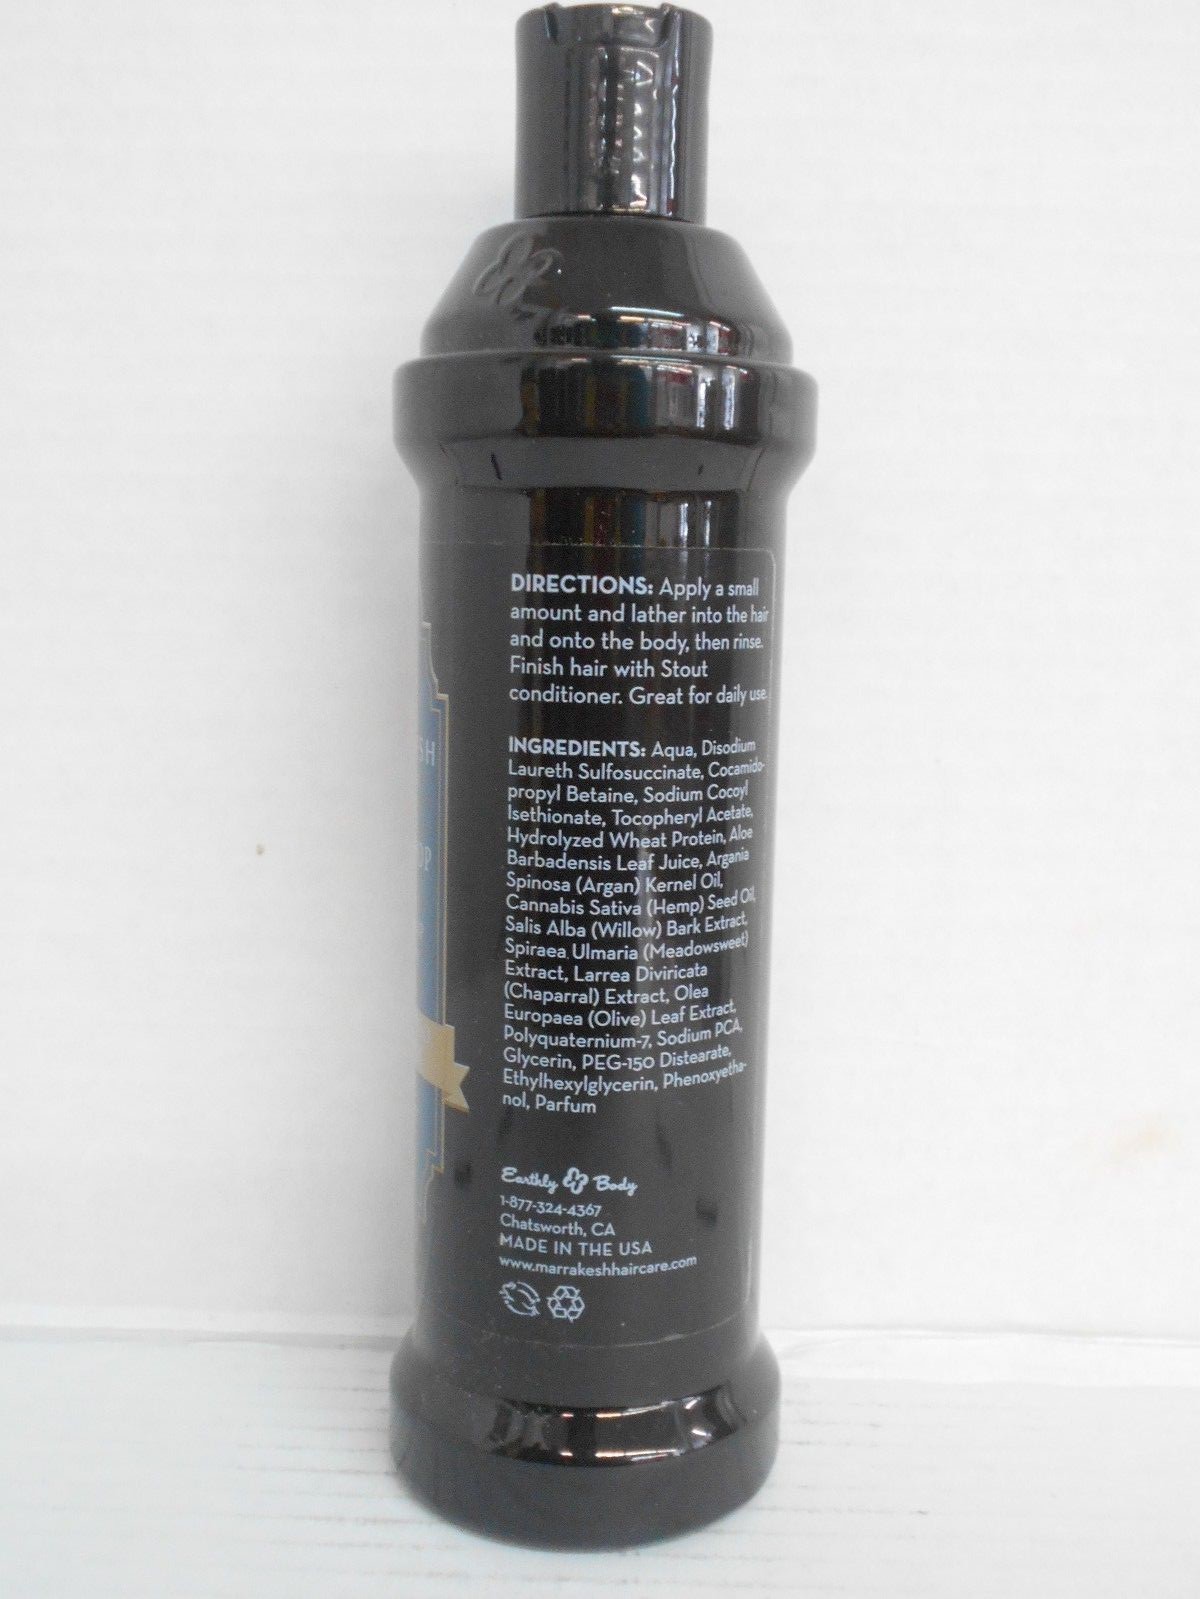 DIRECTIONS: Apply a small
amount and lather into the hair
and onto the body, then rinse.
Finish hair with Stout
conditioner. Great for daily use.
INGREDIENTS: Aqua, Disodium
Laureth Sulfosuccinate, Cocamido-
propyl Betaine, Sodium Cocoyl
Isethionate, Tocopheryl Acetate,
Hydrolyzed Wheat Protein, Aloe
Barbadensis Leaf Juice, Argania
Spinosa (Argan) Kernel Oil,
Cannabis Sativa (Hemp) Seed Oil,
Salis Alba (Willow) Bark Extract,
Spiraea Ulmaria (Meadowsweet)
Extract, Larrea Diviricata
(Chaparral) Extract, Olea
Europaea (Olive) Leaf Extract,
Polyquaternium-7, Sodium PCA,
Glycerin, PEG-150 Distearate,
Ethylhexylglycerin, Phenoxyetha-
nol, Parfum
Earthly Body
1-877-324-4367
Chatsworth, CA
MADE IN THE USA
www.marrakeshhaircare.com
SH
OP